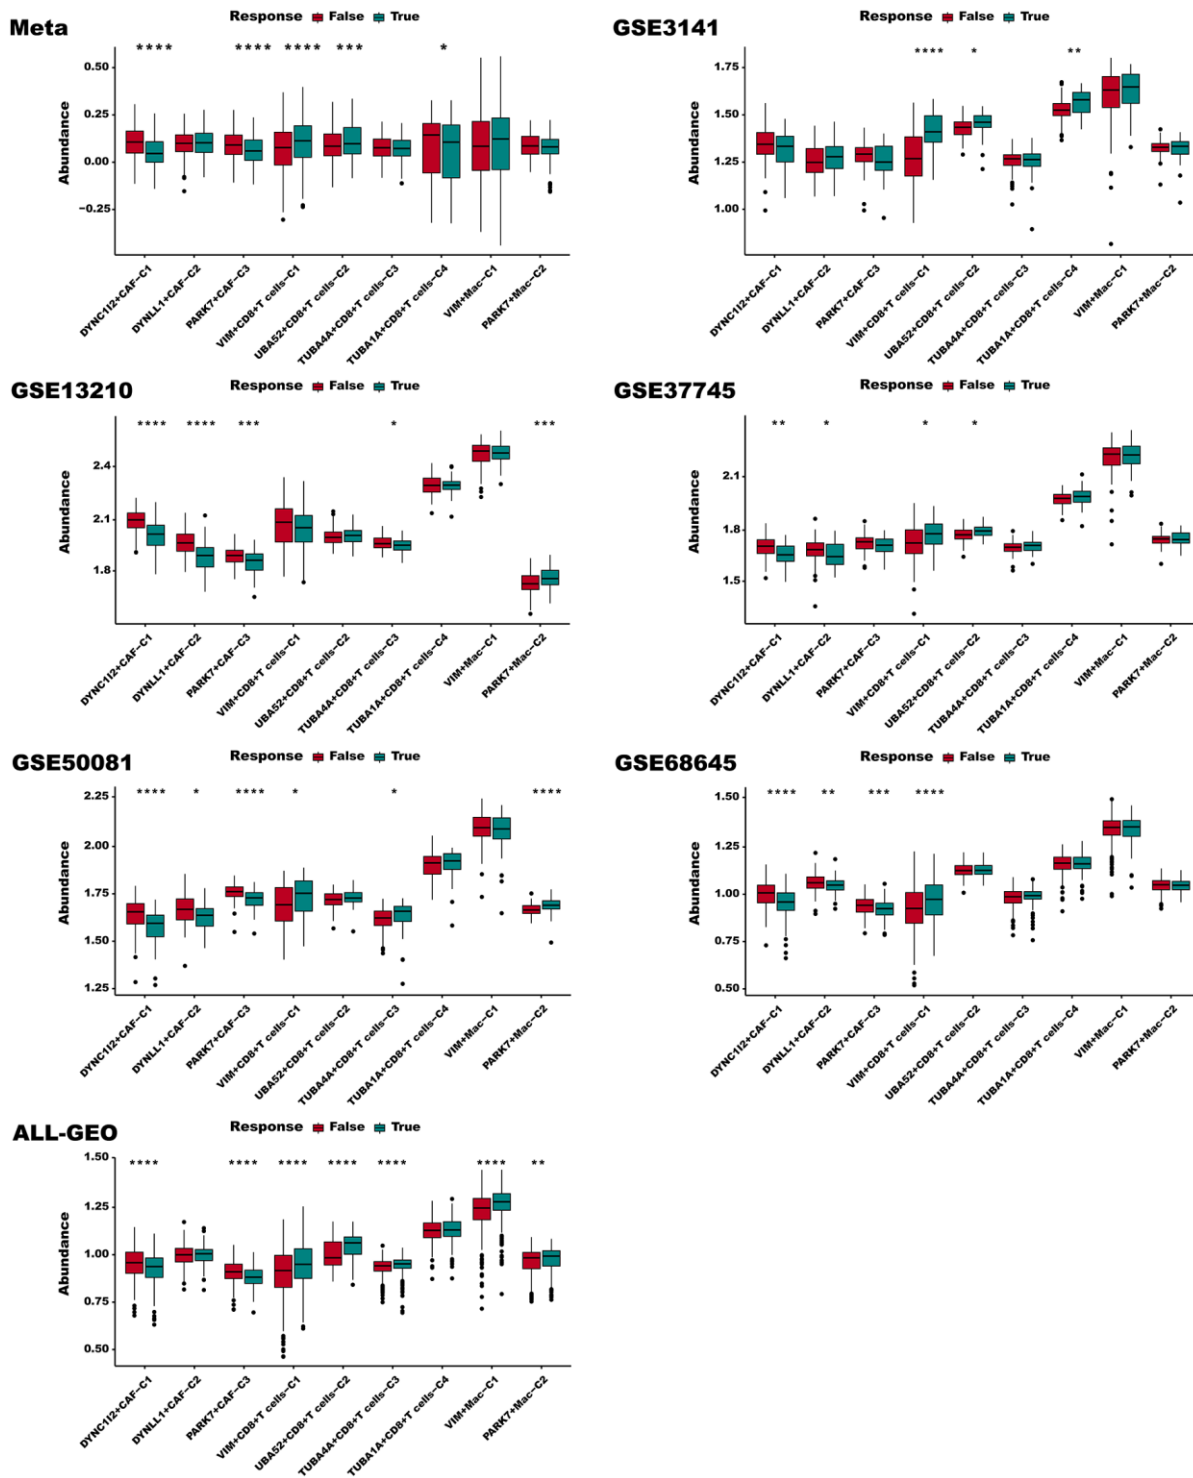 Meta
Response False True
**** **** **** *** *
Abundance
0.50
0.25
0.00
−0.25
DYNC1I2+CAF−C1
DYNLL1+CAF−C2
PARK7+CAF−C3
VIM+CD8+T cells−C1
UBA52+CD8+T cells−C2
TUBA4A+CD8+T cells−C3
TUBA1A+CD8+T cells−C4
VIM+Mac−C1
PARK7+Mac−C2
GSE3141
Response False True
**** * **
Abundance
1.75
1.50
1.25
1.00
DYNC1I2+CAF−C1
DYNLL1+CAF−C2
PARK7+CAF−C3
VIM+CD8+T cells−C1
UBA52+CD8+T cells−C2
TUBA4A+CD8+T cells−C3
TUBA1A+CD8+T cells−C4
VIM+Mac−C1
PARK7+Mac−C2
GSE13210
Response False True
**** **** *** * ***
Abundance
2.4
2.1
1.8
DYNC1I2+CAF−C1
DYNLL1+CAF−C2
PARK7+CAF−C3
VIM+CD8+T cells−C1
UBA52+CD8+T cells−C2
TUBA4A+CD8+T cells−C3
TUBA1A+CD8+T cells−C4
VIM+Mac−C1
PARK7+Mac−C2
GSE37745
Response False True
** * * *
Abundance
2.1
1.8
1.5
DYNC1I2+CAF−C1
DYNLL1+CAF−C2
PARK7+CAF−C3
VIM+CD8+T cells−C1
UBA52+CD8+T cells−C2
TUBA4A+CD8+T cells−C3
TUBA1A+CD8+T cells−C4
VIM+Mac−C1
PARK7+Mac−C2
GSE50081
Response False True
**** * **** * * ****
Abundance
2.25
2.00
1.75
1.50
1.25
DYNC1I2+CAF−C1
DYNLL1+CAF−C2
PARK7+CAF−C3
VIM+CD8+T cells−C1
UBA52+CD8+T cells−C2
TUBA4A+CD8+T cells−C3
TUBA1A+CD8+T cells−C4
VIM+Mac−C1
PARK7+Mac−C2
GSE68645
Response False True
**** ** *** ****
Abundance
1.50
1.25
1.00
0.75
0.50
DYNC1I2+CAF−C1
DYNLL1+CAF−C2
PARK7+CAF−C3
VIM+CD8+T cells−C1
UBA52+CD8+T cells−C2
TUBA4A+CD8+T cells−C3
TUBA1A+CD8+T cells−C4
VIM+Mac−C1
PARK7+Mac−C2
ALL-GEO
Response False True
**** **** **** **** **** **** **
Abundance
1.50
1.25
1.00
0.75
0.50
DYNC1I2+CAF−C1
DYNLL1+CAF−C2
PARK7+CAF−C3
VIM+CD8+T cells−C1
UBA52+CD8+T cells−C2
TUBA4A+CD8+T cells−C3
TUBA1A+CD8+T cells−C4
VIM+Mac−C1
PARK7+Mac−C2